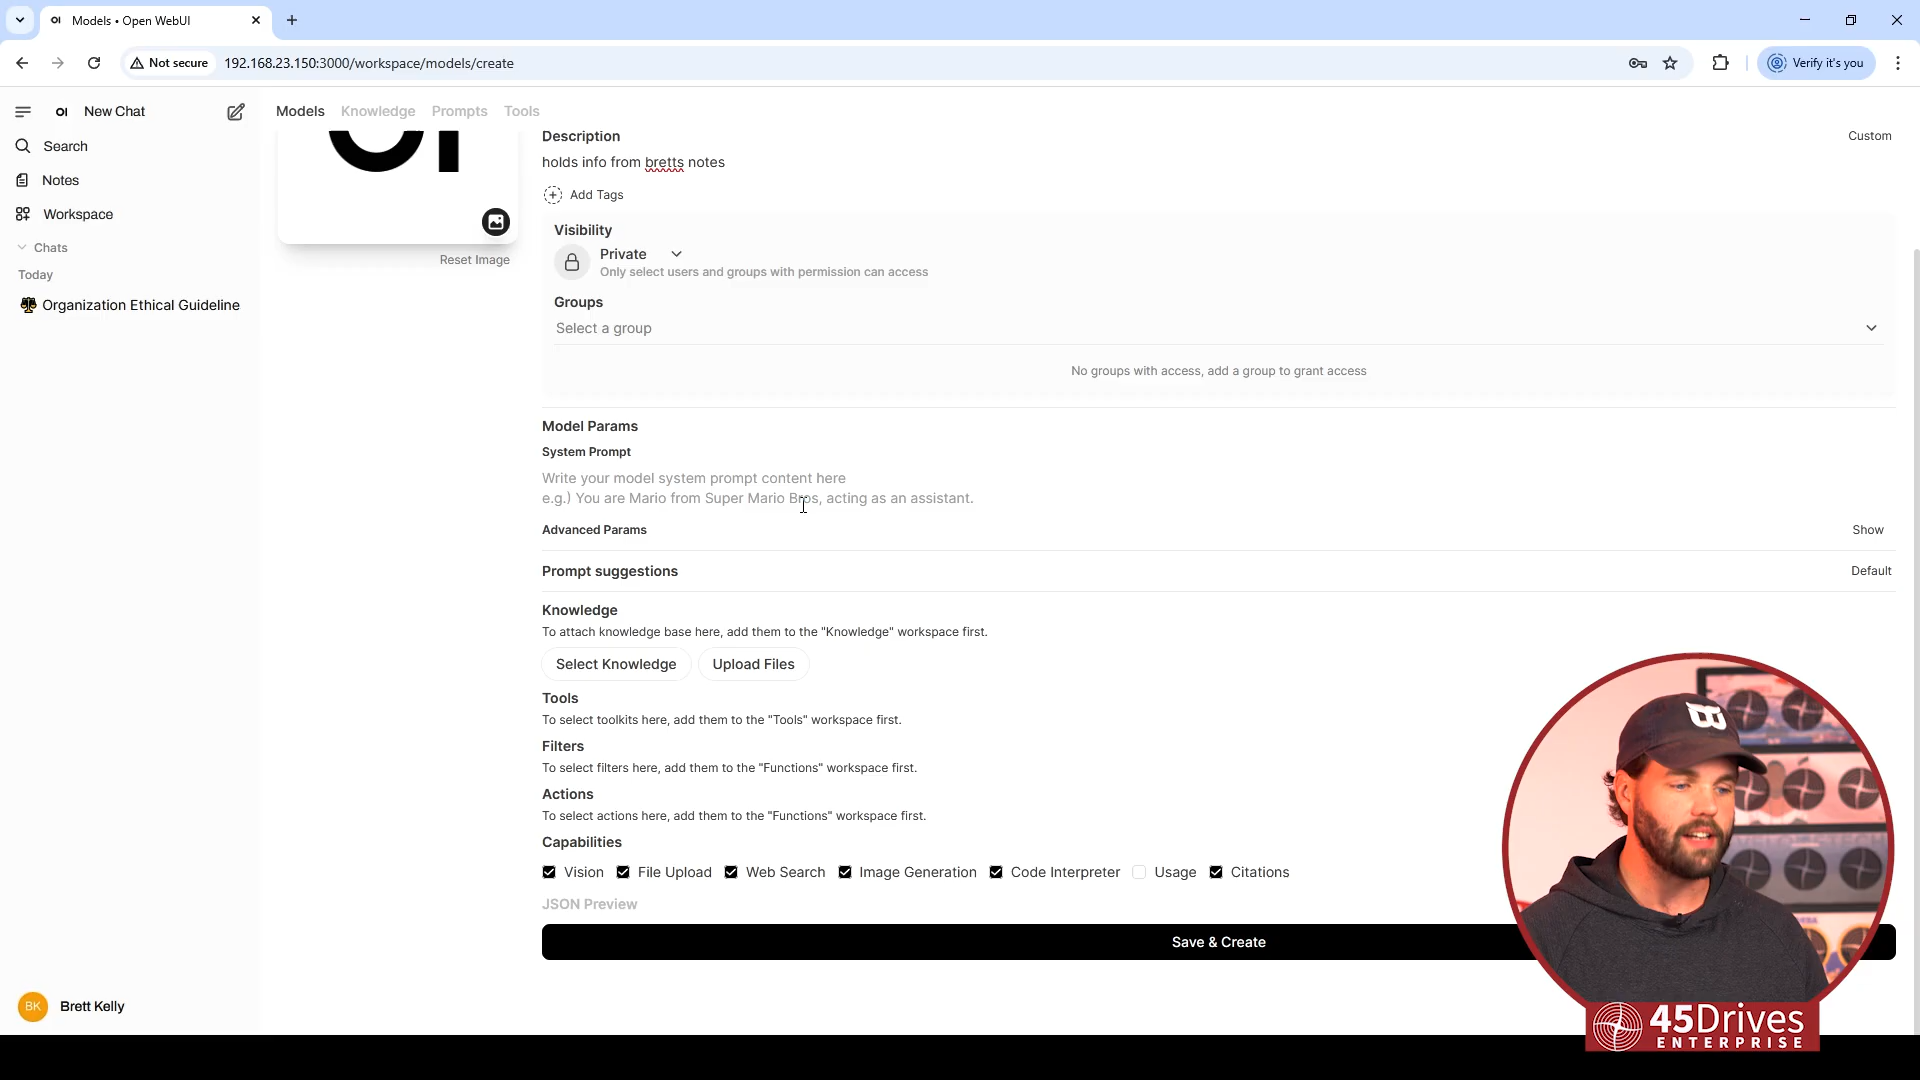 Models • Open WebUI
Not secure
192.168.23.150:3000/workspace/models/create
Verify it's you
OI New Chat
Models Knowledge Prompts Tools
Search
Notes
Workspace
Chats
Today
Organization Ethical Guideline
Reset Image
Description Custom
holds info from bretts notes
Add Tags
Visibility
Private
Only select users and groups with permission can access
Groups
Select a group
No groups with access, add a group to grant access
Model Params
System Prompt
Write your model system prompt content here
e.g.) You are Mario from Super Mario Bros, acting as an assistant.
Advanced Params Show
Prompt suggestions Default
Knowledge
To attach knowledge base here, add them to the "Knowledge" workspace first.
Select Knowledge Upload Files
Tools
To select toolkits here, add them to the "Tools" workspace first.
Filters
To select filters here, add them to the "Functions" workspace first.
Actions
To select actions here, add them to the "Functions" workspace first.
Capabilities
Vision File Upload Web Search Image Generation Code Interpreter Usage Citations
JSON Preview
Save & Create
BK Brett Kelly
45Drives
ENTERPRISE